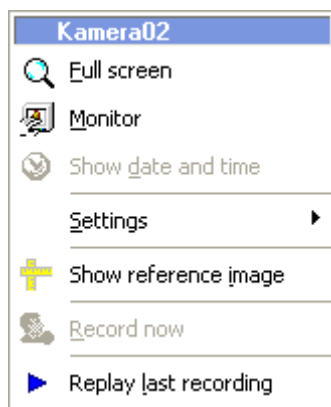 Kamera02
Full screen
Monitor
Show date and time
Settings
Show reference image
Record now
Replay last recording